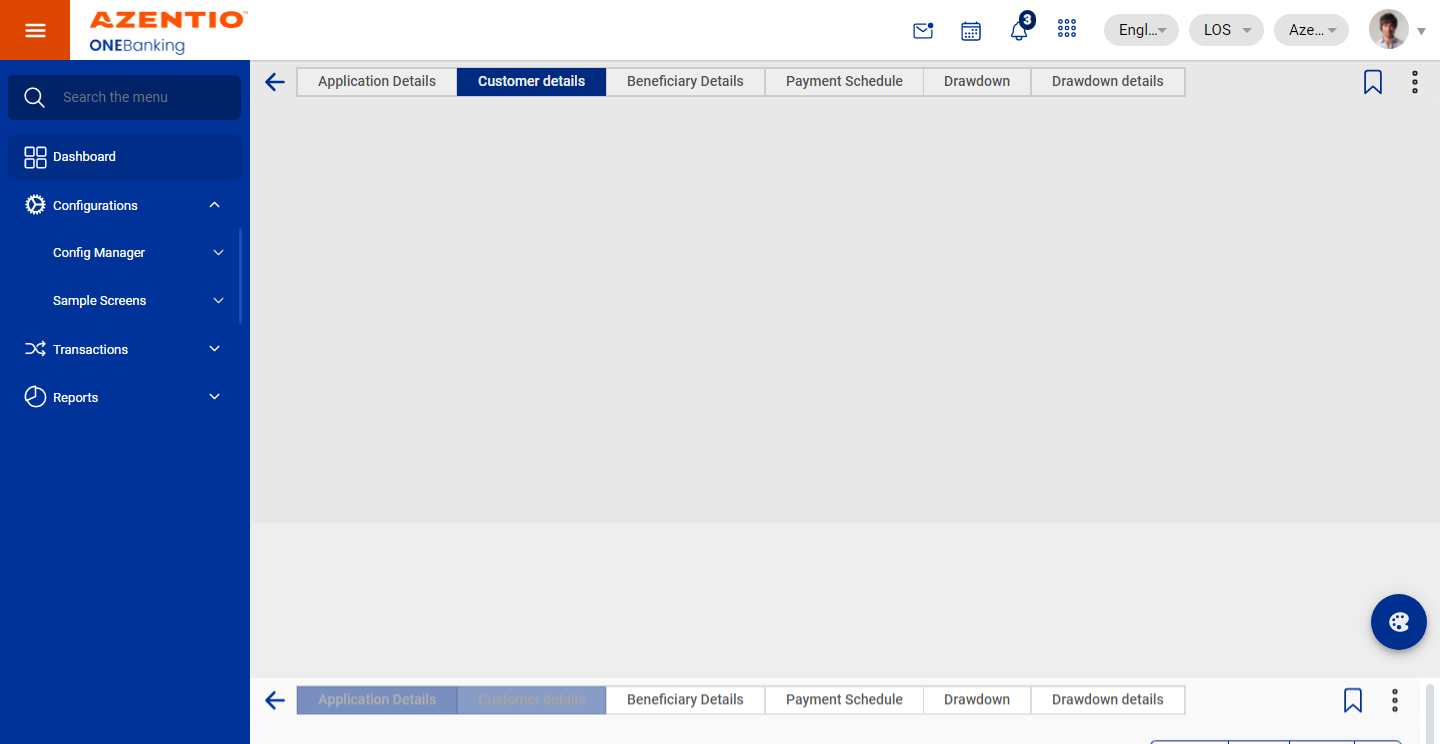 AZENTIO™
ONEBanking
3
Engl...
LOS
Aze...
Search the menu
Dashboard
Configurations
Config Manager
Sample Screens
Transactions
Reports
Application Details Customer details Beneficiary Details Payment Schedule Drawdown Drawdown details
Application Details Customer details Beneficiary Details Payment Schedule Drawdown Drawdown details